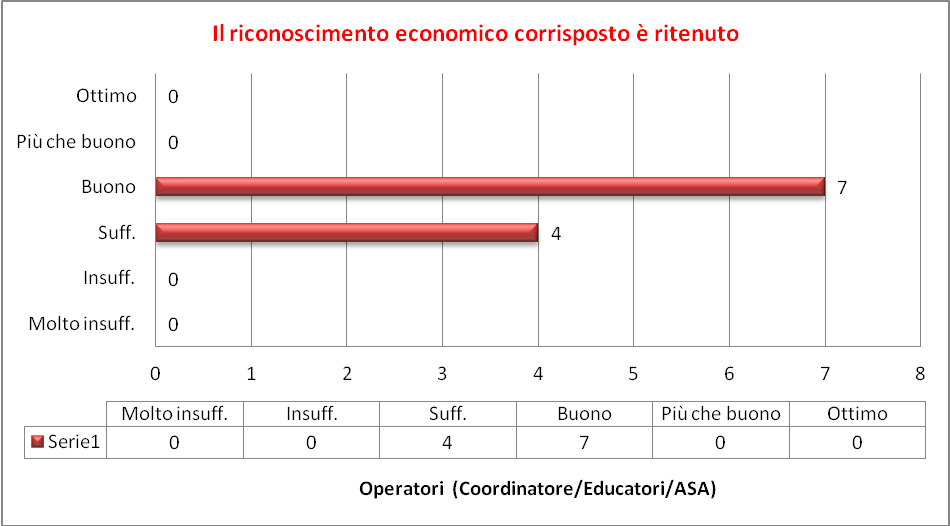 Il riconoscimento economico corrisposto è ritenuto
Ottimo 0
Più che buono 0
Buono 7
Suff. 4
Insuff. 0
Molto insuff. 0
0 1 2 3 4 5 6 7 8
Molto insuff. Insuff. Suff. Buono Più che buono Ottimo
Serie1 0 0 4 7 0 0
Operatori (Coordinatore/Educatori/ASA)